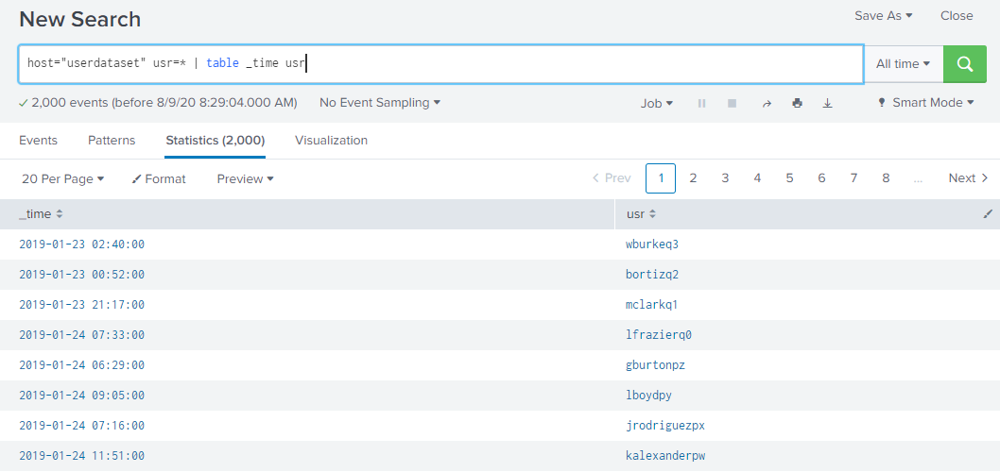 New Search
Save As Close
host="userdataset" usr=* | table _time usr
All time
2,000 events (before 8/9/20 8:29:04.000 AM) No Event Sampling
Job
Smart Mode
Events Patterns Statistics (2,000) Visualization
20 Per Page Format Preview
Prev 1 2 3 4 5 6 7 8 ... Next
_time usr
2019-01-23 02:40:00 wburkeq3
2019-01-23 00:52:00 bortizq2
2019-01-23 21:17:00 mclarkq1
2019-01-24 07:33:00 lfrazierq0
2019-01-24 06:29:00 gburtonpz
2019-01-24 09:05:00 lboydpy
2019-01-24 07:16:00 jrodriguezpx
2019-01-24 11:51:00 kalexanderpw